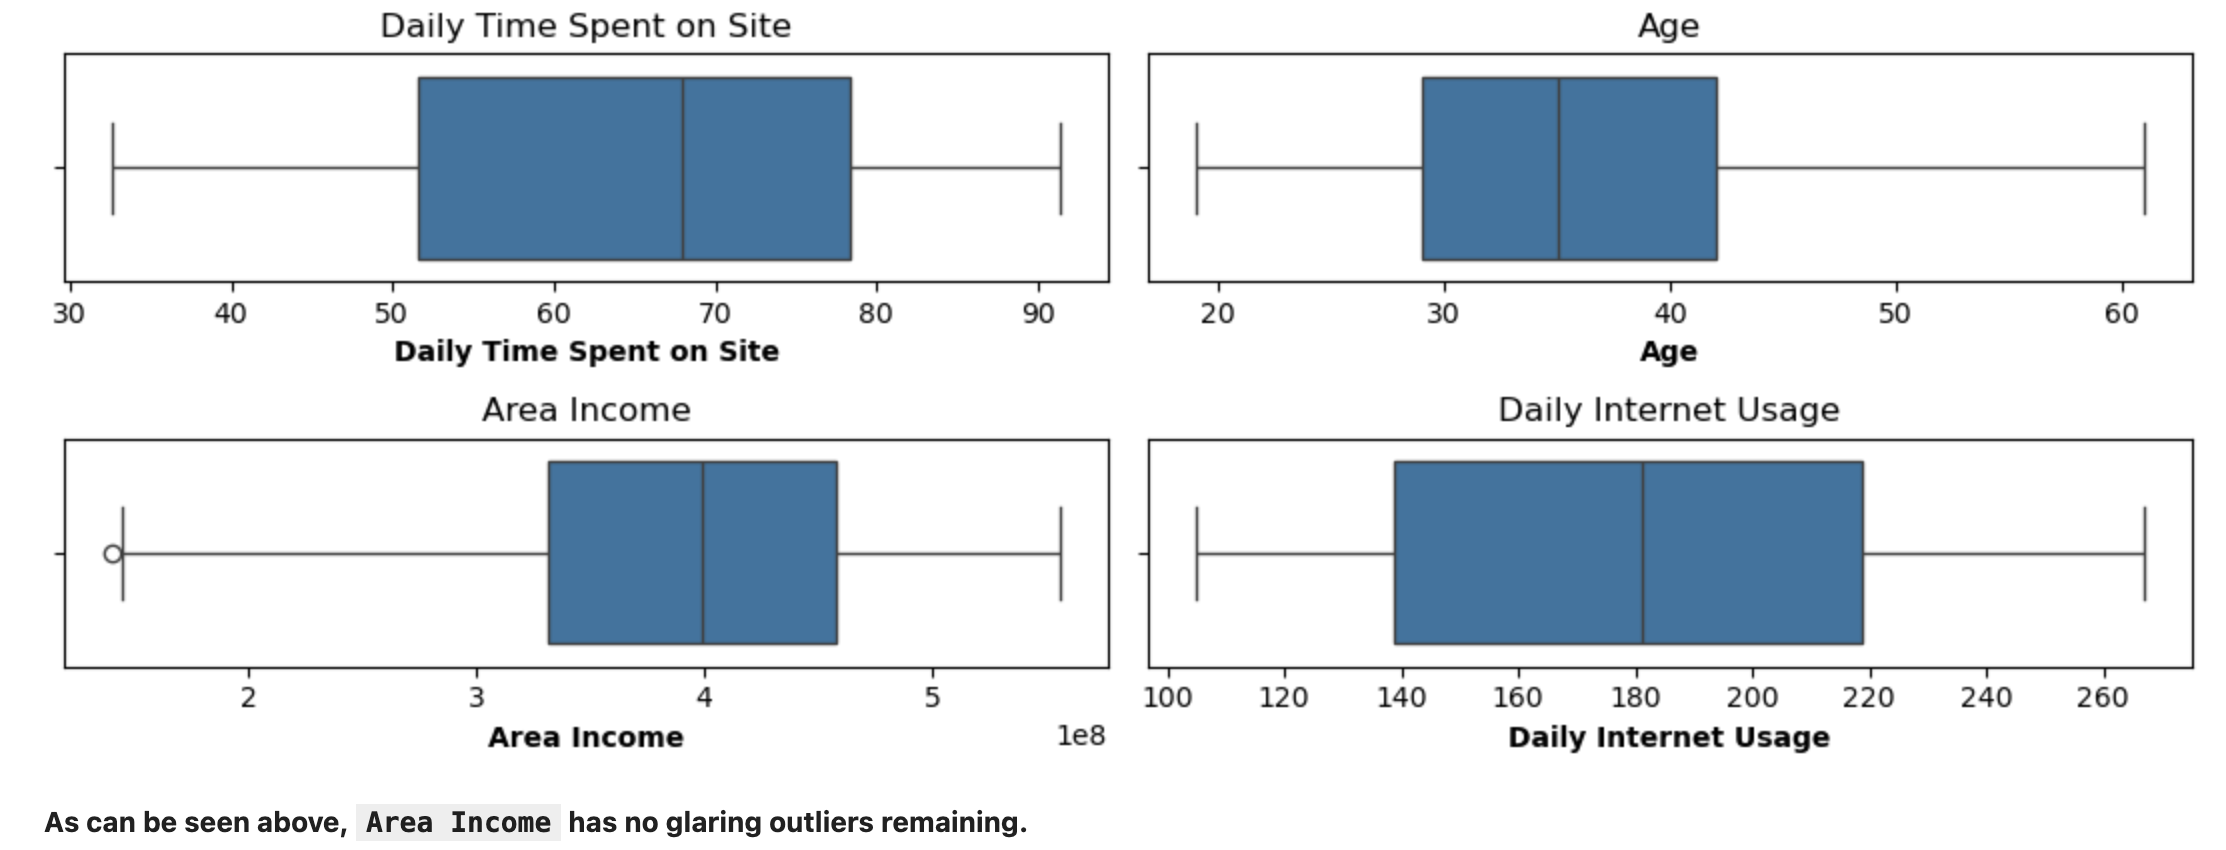 Daily Time Spent on Site
Age
30 40 50 60 70 80 90
20 30 40 50 60
Daily Time Spent on Site
Age
Area Income
Daily Internet Usage
2 3 4 5
100 120 140 160 180 200 220 240 260
Area Income
1e8
Daily Internet Usage
As can be seen above, Area Income has no glaring outliers remaining.